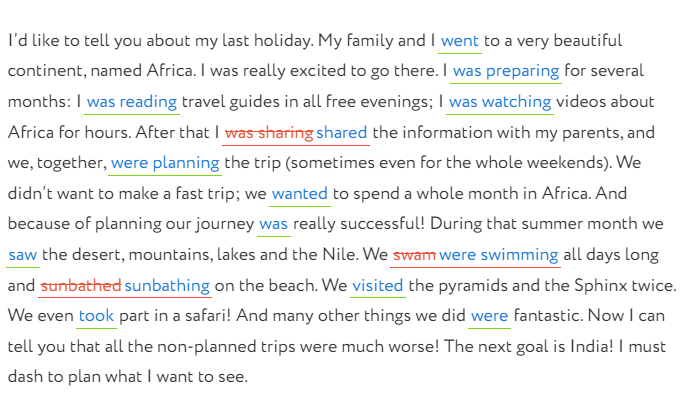 I'd like to tell you about my last holiday. My family and I went to a very beautiful
continent, named Africa. I was really excited to go there. I was preparing for several
months: I was reading travel guides in all free evenings; I was watching videos about
Africa for hours. After that I was sharing shared the information with my parents, and
we, together, were planning the trip (sometimes even for the whole weekends). We
didn't want to make a fast trip; we wanted to spend a whole month in Africa. And
because of planning our journey was really successful! During that summer month we
saw the desert, mountains, lakes and the Nile. We swam were swimming all days long
and sunbathed sunbathing on the beach. We visited the pyramids and the Sphinx twice.
We even took part in a safari! And many other things we did were fantastic. Now I can
tell you that all the non-planned trips were much worse! The next goal is India! I must
dash to plan what I want to see.